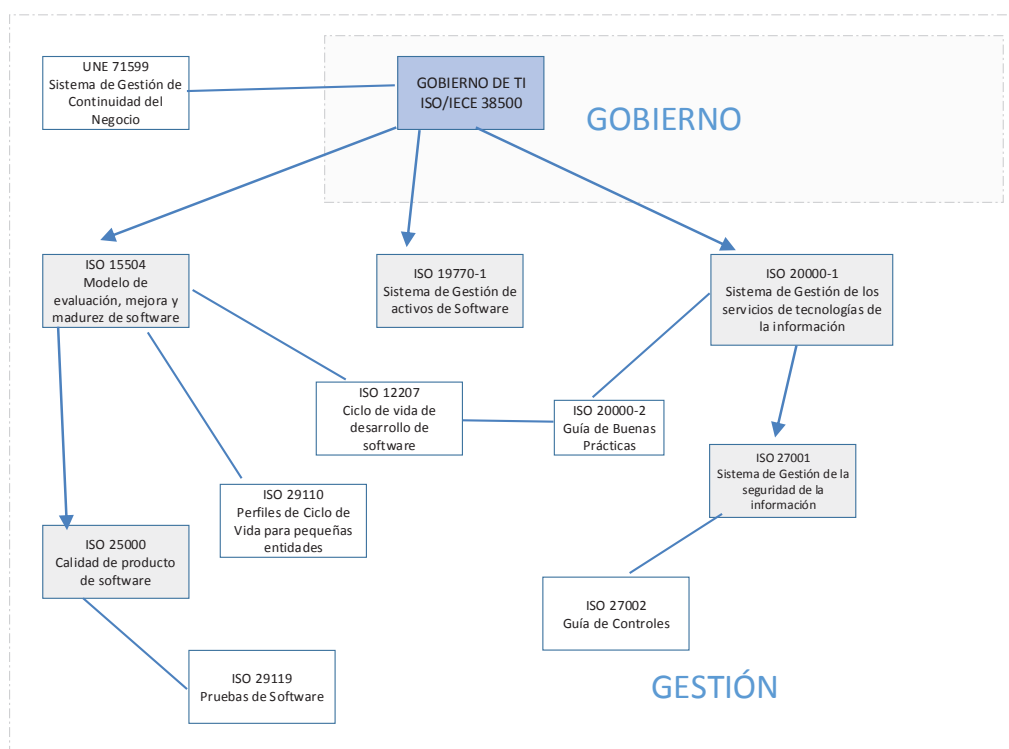 UNE 71599
Sistema de Gestión de
Continuidad del
Negocio
GOBIERNO DE TI
ISO/IECE 38500
GOBIERNO
ISO 15504
Modelo de
evaluación, mejora y
madurez de software
ISO 19770-1
Sistema de Gestión de
activos de Software
ISO 20000-1
Sistema de Gestión de los
servicios de tecnologías de
la información
ISO 12207
Ciclo de vida de
desarrollo de
software
ISO 20000-2
Guía de Buenas
Prácticas
ISO 27001
Sistema de Gestión de la
seguridad de la
información
ISO 29110
Perfiles de Ciclo de
Vida para pequeñas
entidades
ISO 25000
Calidad de producto
de software
ISO 27002
Guía de Controles
ISO 29119
Pruebas de Software
GESTIÓN